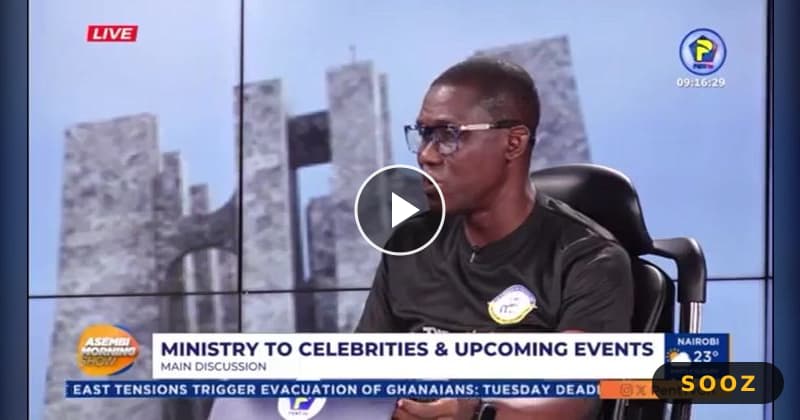 LIVE
P
09:16:29
ASEMBI
MORNING
SHOW
MINISTRY TO CELEBRITIES & UPCOMING EVENTS
MAIN DISCUSSION
NAIROBI
23°
EAST TENSIONS TRIGGER EVACUATION OF GHANAIANS: TUESDAY DEADL
SOOZ